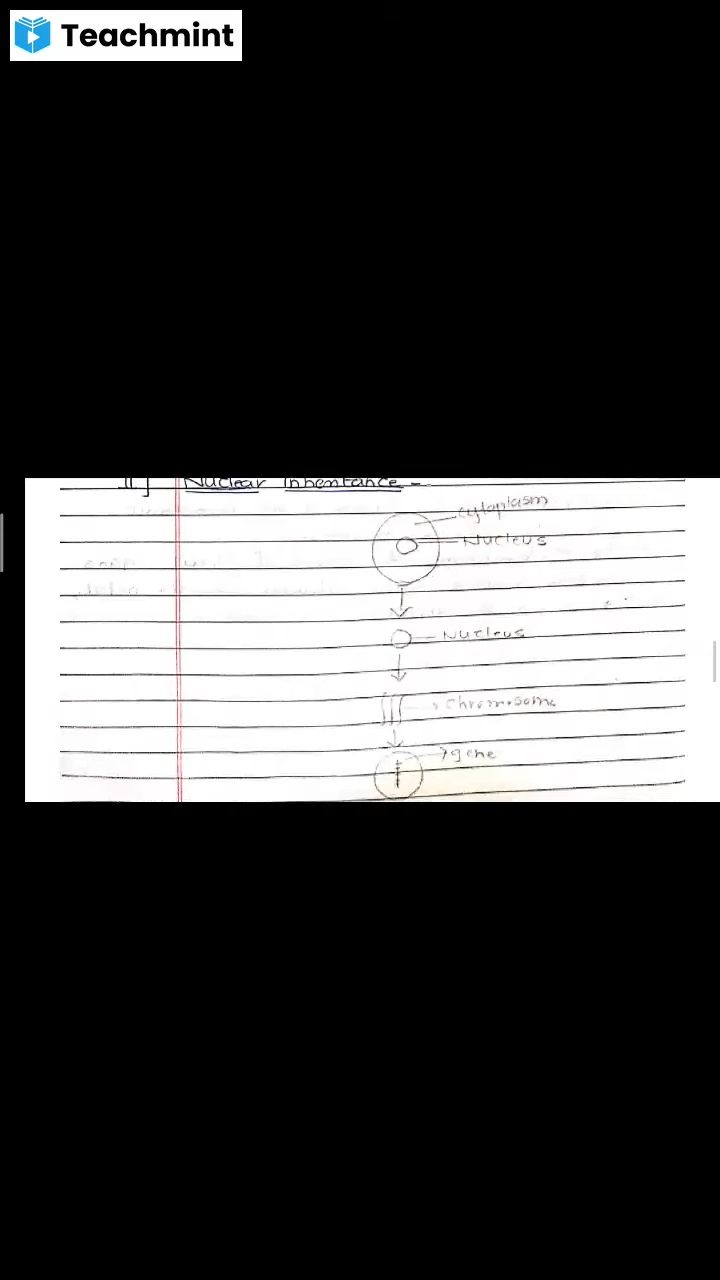 Teachmint
II] Nuclear Inheritance -
cytoplasm
Nucleus
Nucleus
Chromosome
gene